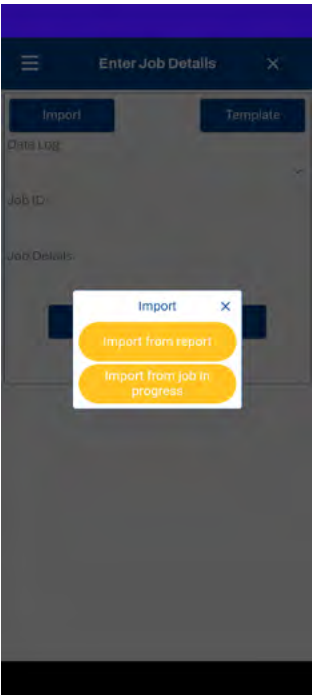 Enter Job Details
Import
Template
Data Log:
Job ID:
Job Details:
Import
Import from report
Import from job in
progress